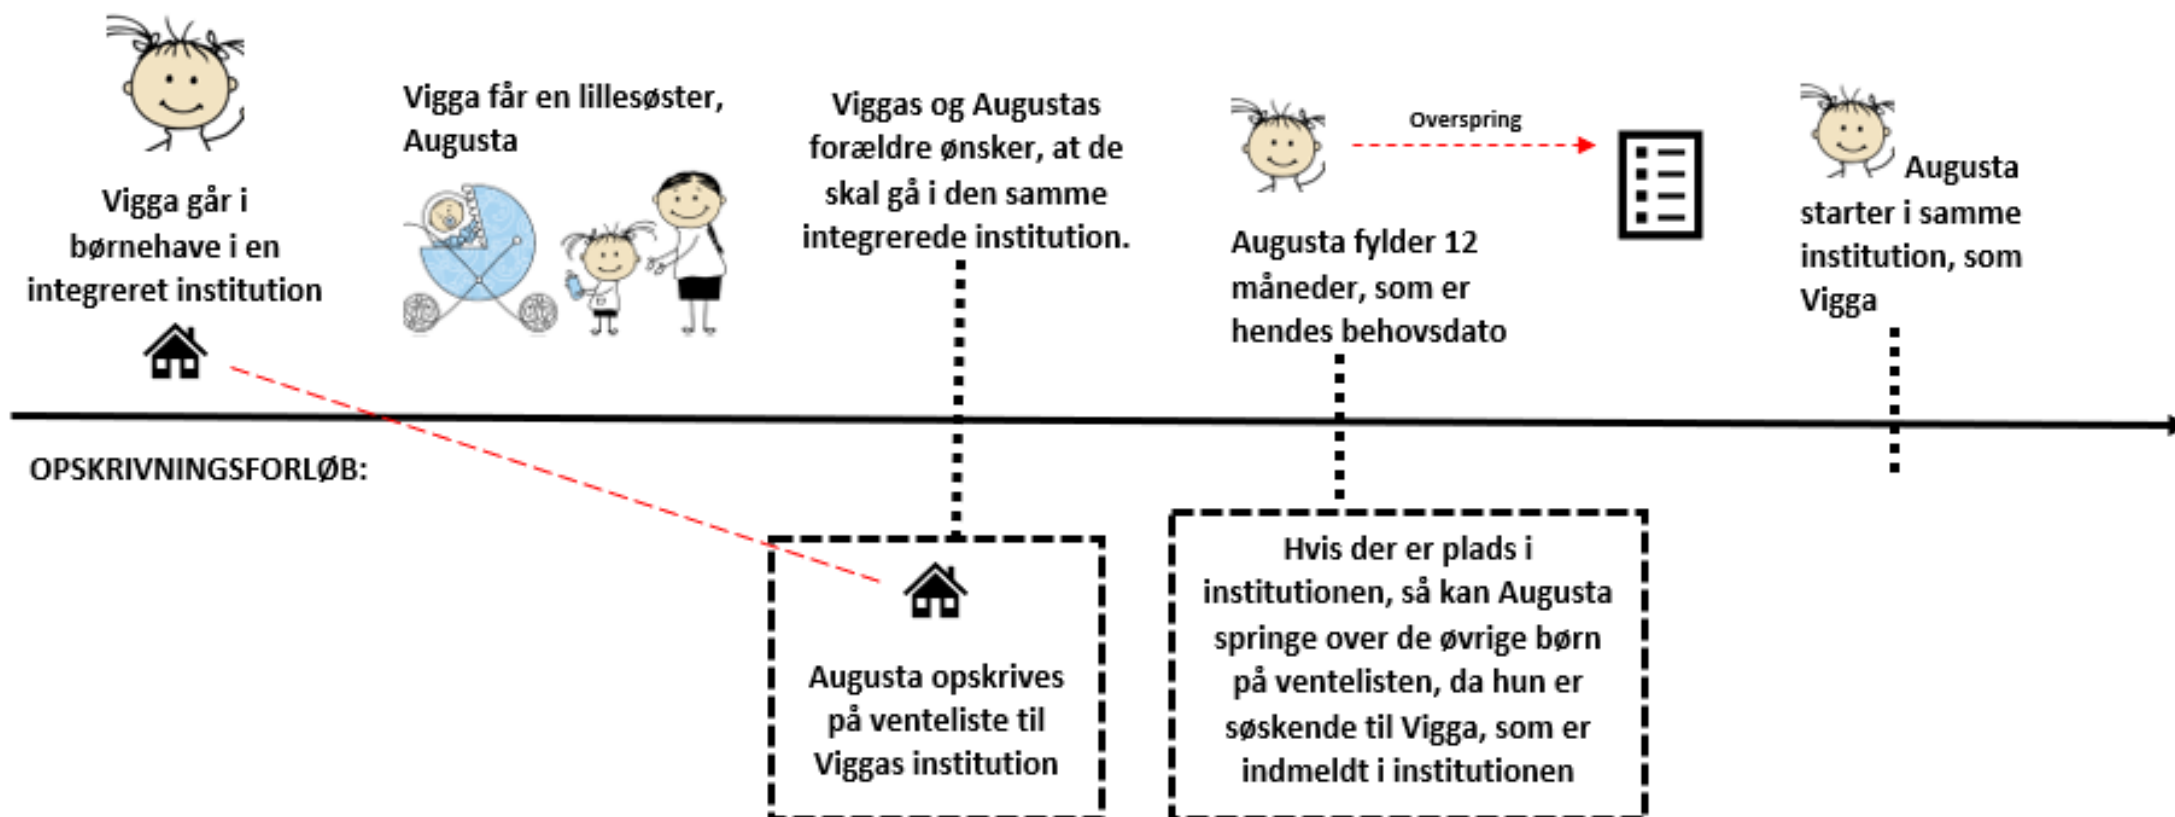 Vigga går i
børnehave i en
integreret institution
Vigga får en lillesøster,
Augusta
Viggas og Augustas
forældre ønsker, at de
skal gå i den samme
integrerede institution.
Overspring
Augusta fylder 12
måneder, som er
hendes behovsdato
Augusta
starter i samme
institution, som
Vigga
OPSKRIVNINGSFORLØB:
Augusta opskrives
på venteliste til
Viggas institution
Hvis der er plads i
institutionen, så kan Augusta
springe over de øvrige børn
på ventelisten, da hun er
søskende til Vigga, som er
indmeldt i institutionen